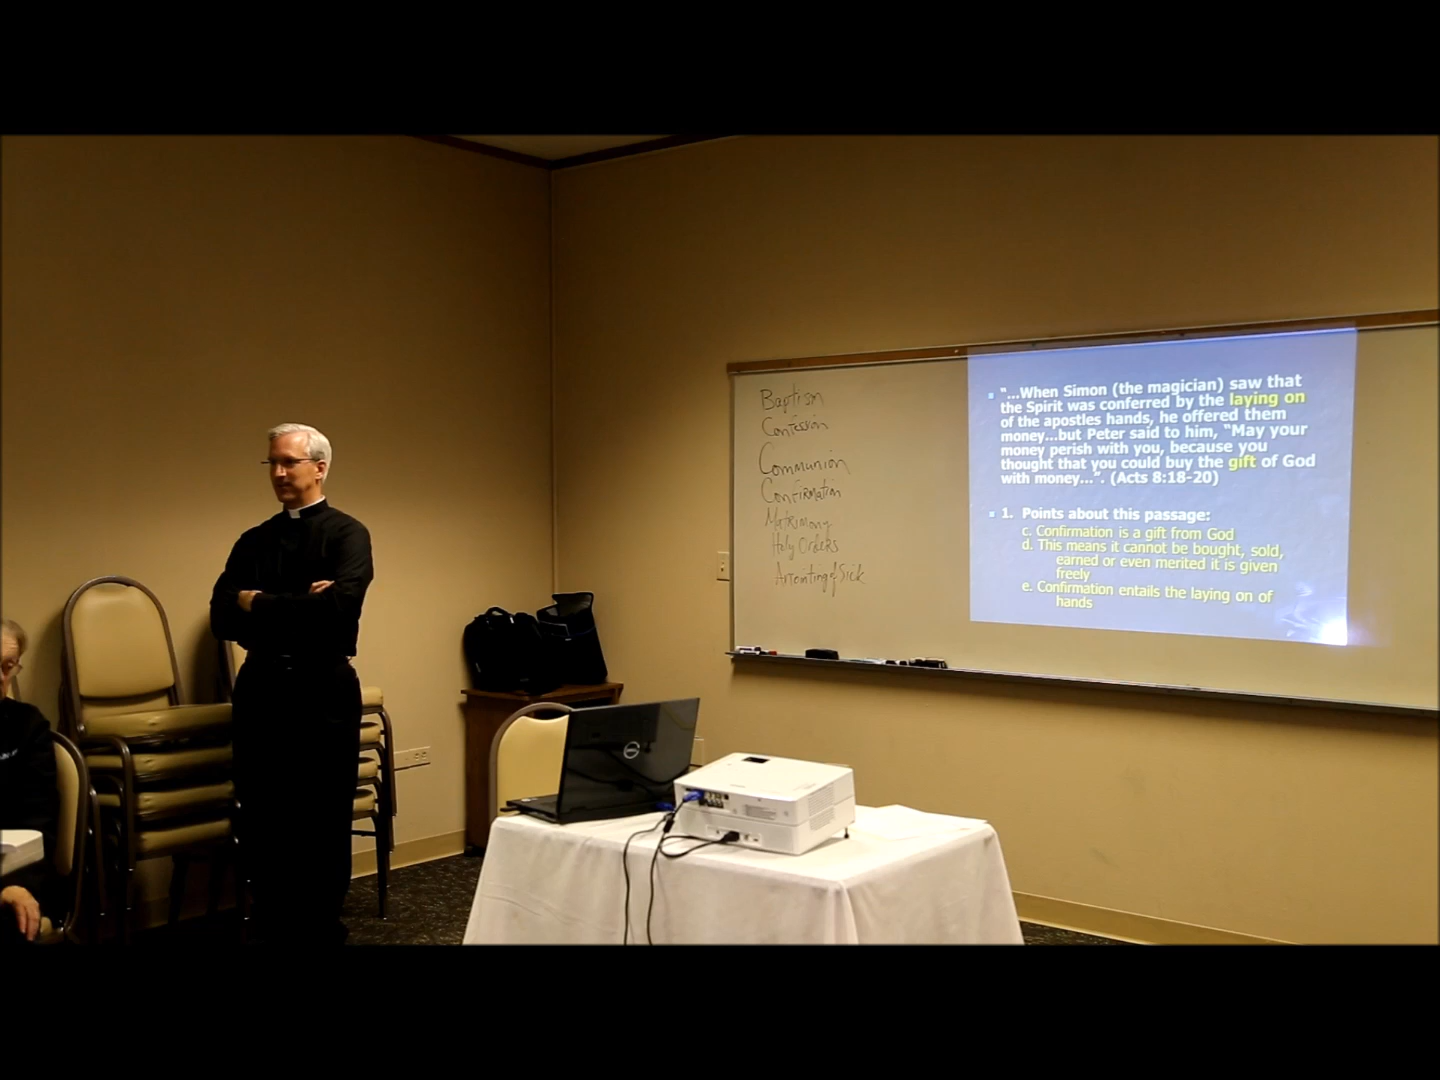 Baptism
Confession
Communion
Confirmation
Matrimony
Holy Orders
Anointing of Sick
"...When Simon (the magician) saw that
the Spirit was conferred by the laying on
of the apostles hands, he offered them
money...but Peter said to him, "May your
money perish with you, because you
thought that you could buy the gift of God
with money...". (Acts 8:18-20)
1. Points about this passage:
c. Confirmation is a gift from God
d. This means it cannot be bought, sold,
earned or even merited it is given
freely
e. Confirmation entails the laying on of
hands
DELL